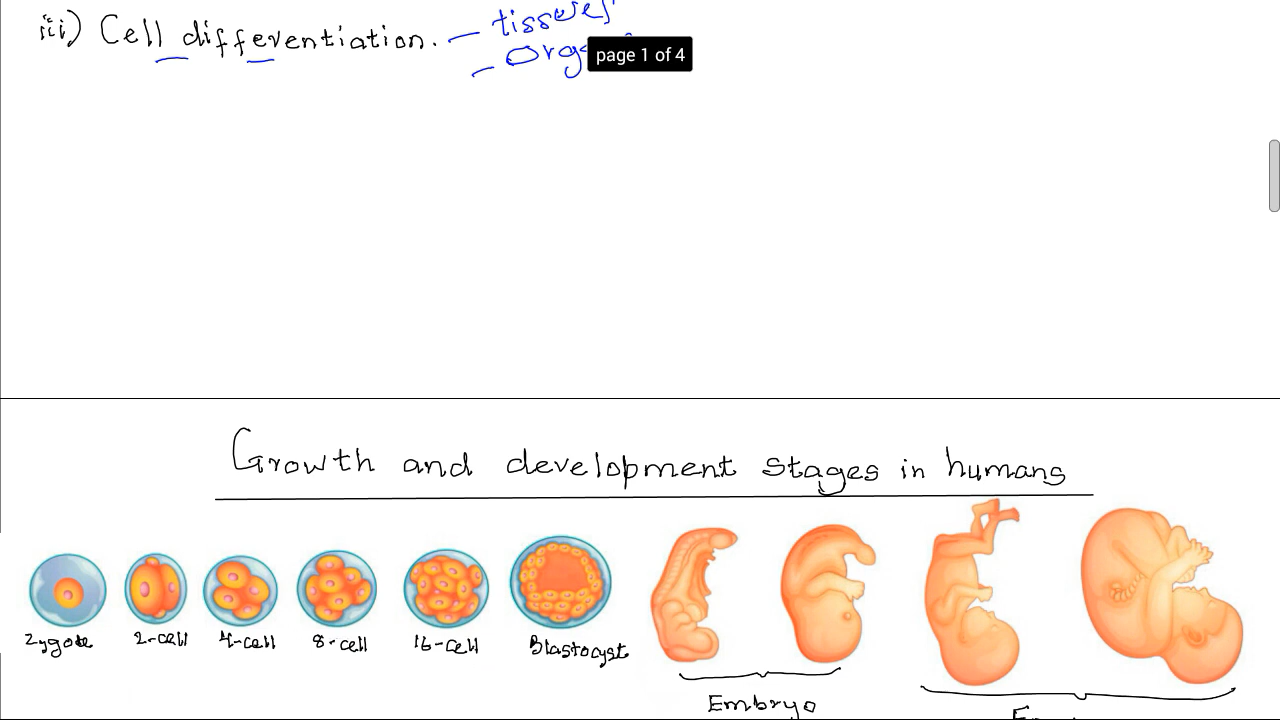 iii) Cell differentiation. – tissues
– Org
page 1 of 4
Growth and development stages in humans
Zygote 2-cell 4-cell 8-cell 16-cell Blastocyst
Embryo